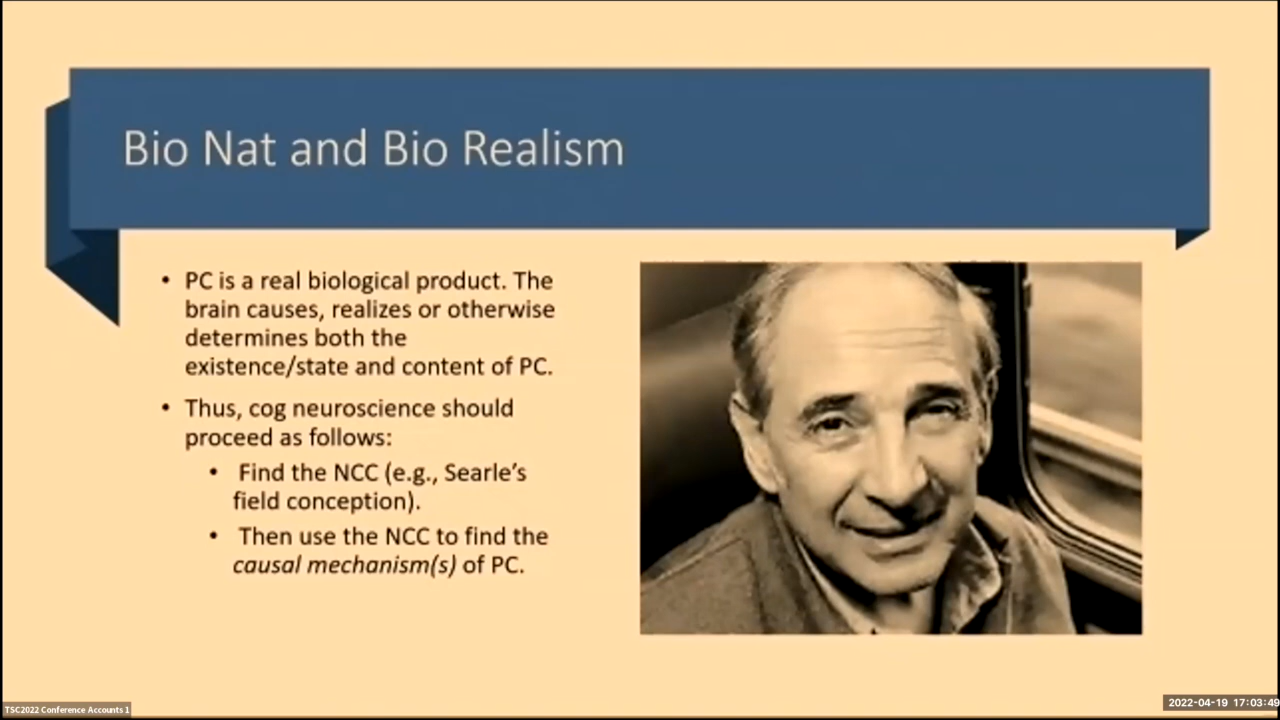 Bio Nat and Bio Realism
• PC is a real biological product. The
brain causes, realizes or otherwise
determines both the
existence/state and content of PC.
• Thus, cog neuroscience should
proceed as follows:
• Find the NCC (e.g., Searle’s
field conception).
• Then use the NCC to find the
causal mechanism(s) of PC.
TSC2022 Conference Accounts 1
2022-04-19 17:03:49